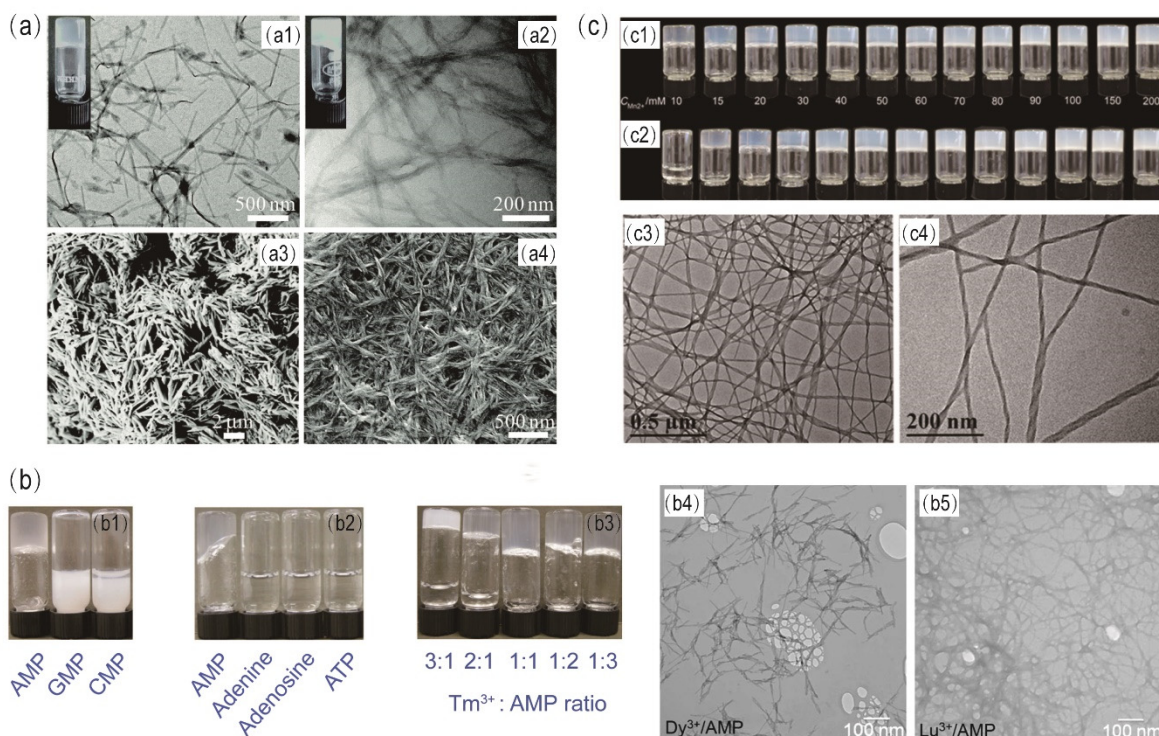 (a)
(a1)
500 nm
(a2)
200 nm
(a3)
2 μm
(a4)
500 nm
(b)
(b1)
AMP GMP CMP
(b2)
AMP Adenine Adenosine ATP
(b3)
3:1 2:1 1:1 1:2 1:3
Tm³⁺ : AMP ratio
(b4)
Dy³⁺/AMP
100 nm
(b5)
Lu³⁺/AMP
100 nm
(c)
(c1)
C Mn2+/mM 10 15 20 30 40 50 60 70 80 90 100 150 200
(c2)
(c3)
0.5 μm
(c4)
200 nm